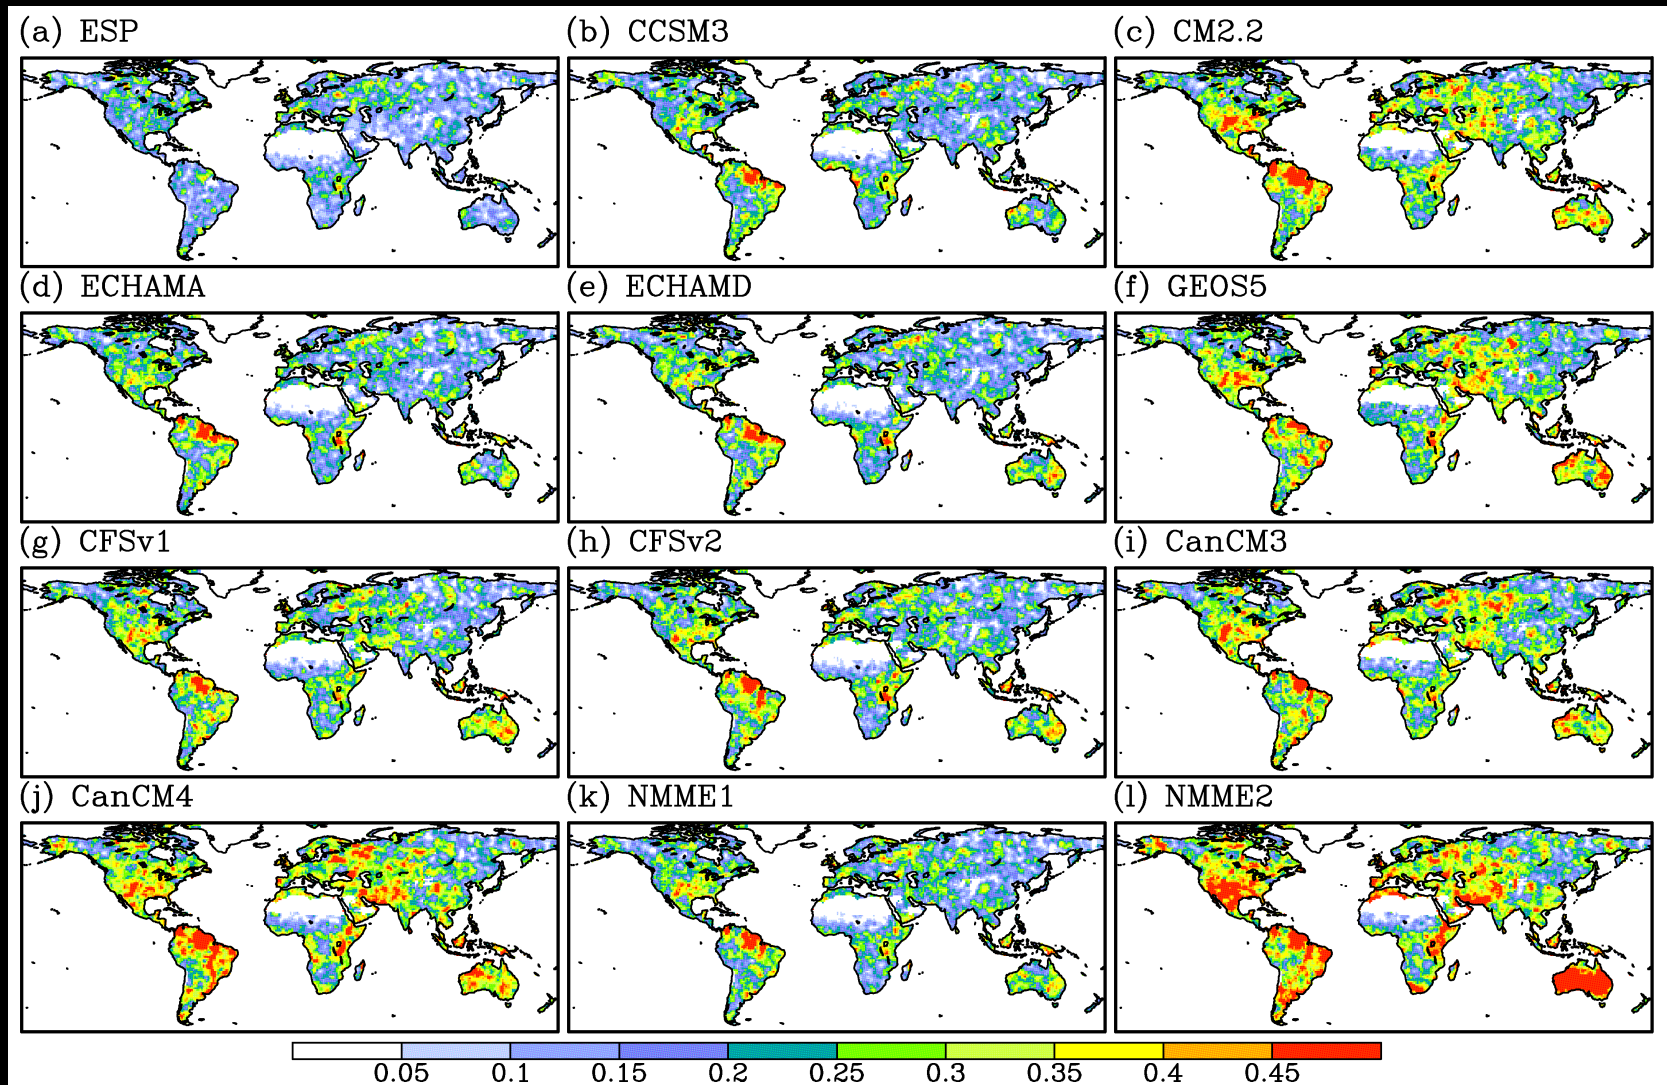 (a) ESP
(b) CCSM3
(c) CM2.2
(d) ECHAMA
(e) ECHAMD
(f) GEOS5
(g) CFSv1
(h) CFSv2
(i) CanCM3
(j) CanCM4
(k) NMME1
(l) NMME2
0.05 0.1 0.15 0.2 0.25 0.3 0.35 0.4 0.45